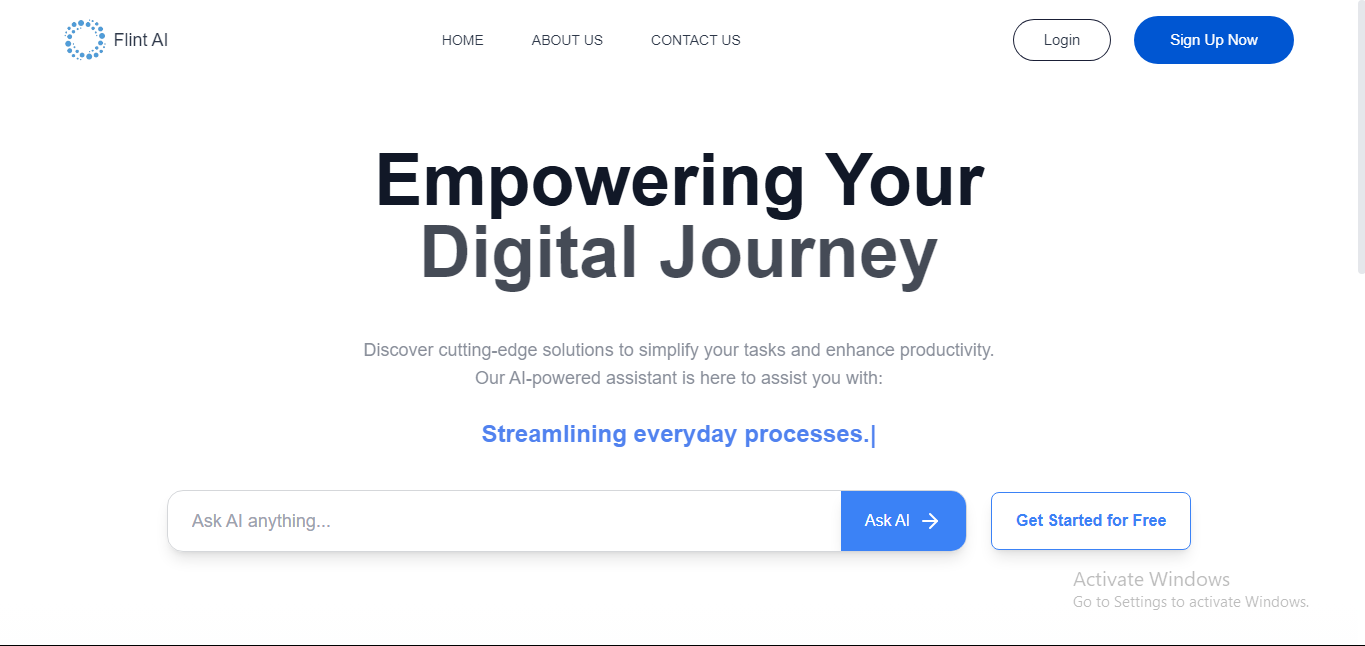 Flint AI
HOME
ABOUT US
CONTACT US
Login
Sign Up Now
Empowering Your
Digital Journey
Discover cutting-edge solutions to simplify your tasks and enhance productivity.
Our AI-powered assistant is here to assist you with:
Streamlining everyday processes.|
Ask AI anything...
Ask AI
Get Started for Free
Activate Windows
Go to Settings to activate Windows.